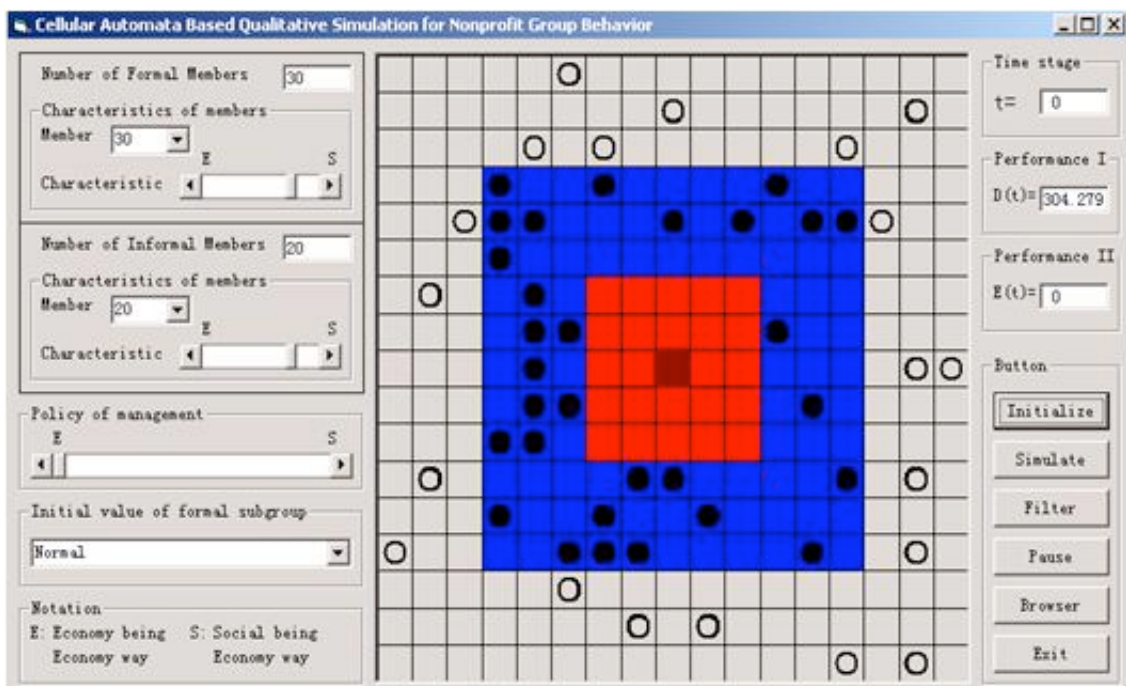 Cellular Automata Based Qualitative Simulation for Nonprofit Group Behavior
Number of Formal Members 30
Characteristics of members
Member 30
E S
Characteristic
Number of Informal Members 20
Characteristics of members
Member 20
E S
Characteristic
Policy of management
E S
Initial value of formal subgroup
Normal
Notation
E: Economy being S: Social being
Economy way Economy way
Time stage
t= 0
Performance I
D(t)= 304.279
Performance II
E(t)= 0
Button
Initialize
Simulate
Filter
Pause
Browser
Exit